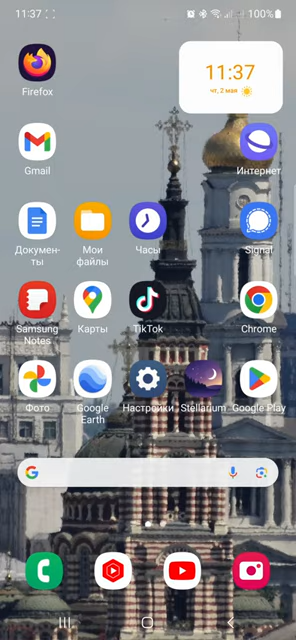 11:37
100%
11:37
чт, 2 мая
Firefox
Gmail
Интернет
Докумен-
ты
Мои
файлы
Часы
Signal
Samsung
Notes
Карты
TikTok
Chrome
Фото
Google
Earth
Настройки
Stellarium
Google Play